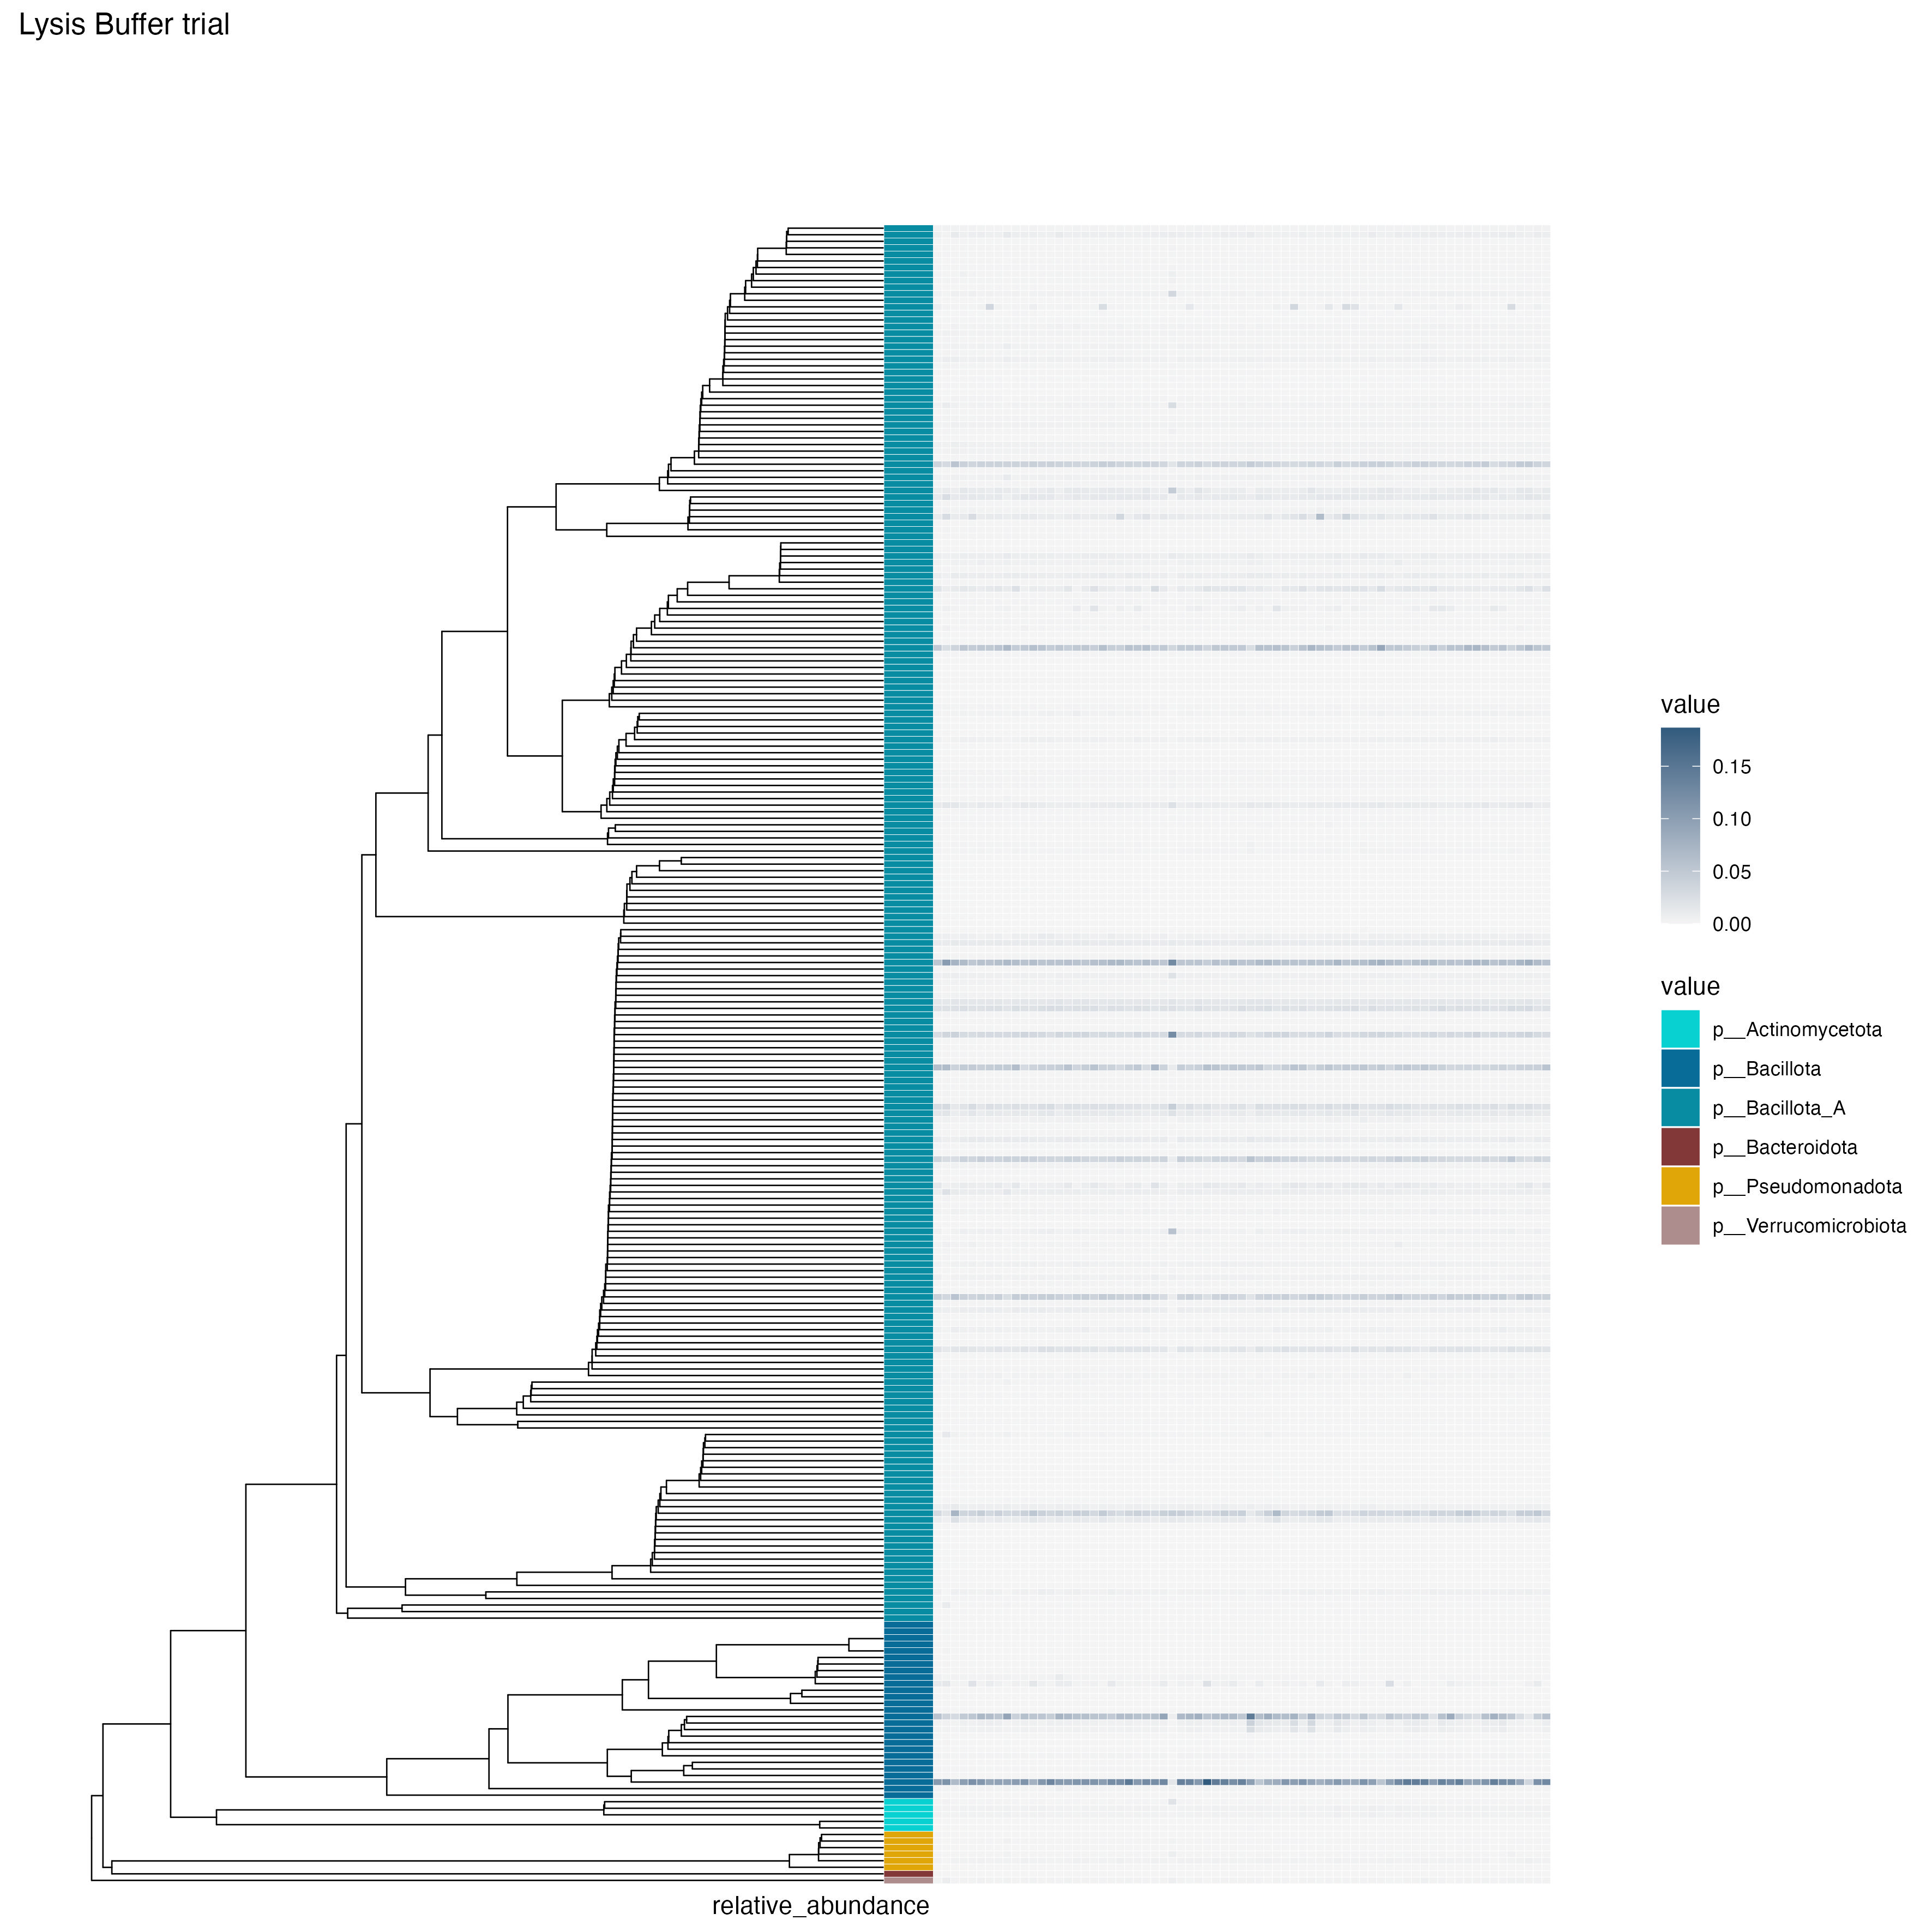 Lysis Buffer trial
value
0.15
0.10
0.05
0.00
value
p__Actinomycetota
p__Bacillota
p__Bacillota_A
p__Bacteroidota
p__Pseudomonadota
p__Verrucomicrobiota
relative_abundance